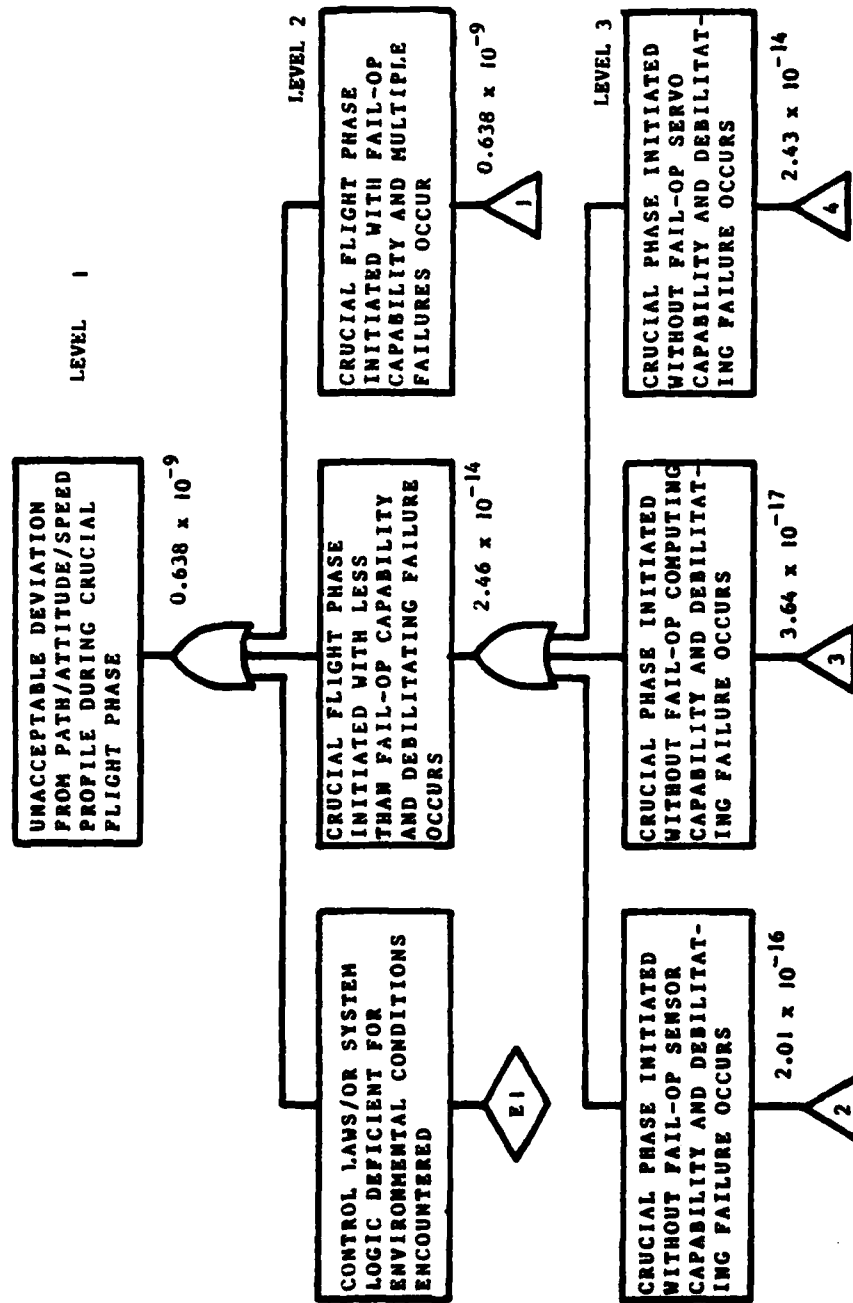 LEVEL 1
UNACCEPTABLE DEVIATION
FROM PATH/ATTITUDE/SPEED
PROFILE DURING CRUCIAL
FLIGHT PHASE
0.638 x 10⁻⁹
LEVEL 2
CONTROL LAWS/OR SYSTEM
LOGIC DEFICIENT FOR
ENVIRONMENTAL CONDITIONS
ENCOUNTERED
E1
CRUCIAL FLIGHT PHASE
INITIATED WITH LESS
THAN FAIL-OP CAPABILITY
AND DEBILITATING FAILURE
OCCURS
2.46 x 10⁻¹⁴
CRUCIAL FLIGHT PHASE
INITIATED WITH FAIL-OP
CAPABILITY AND MULTIPLE
FAILURES OCCUR
0.638 x 10⁻⁹
1
LEVEL 3
CRUCIAL PHASE INITIATED
WITHOUT FAIL-OP SENSOR
CAPABILITY AND DEBILITAT-
ING FAILURE OCCURS
2.01 x 10⁻¹⁶
2
CRUCIAL PHASE INITIATED
WITHOUT FAIL-OP COMPUTING
CAPABILITY AND DEBILITAT-
ING FAILURE OCCURS
3.64 x 10⁻¹⁷
3
CRUCIAL PHASE INITIATED
WITHOUT FAIL-OP SERVO
CAPABILITY AND DEBILITAT-
ING FAILURE OCCURS
2.43 x 10⁻¹⁴
4